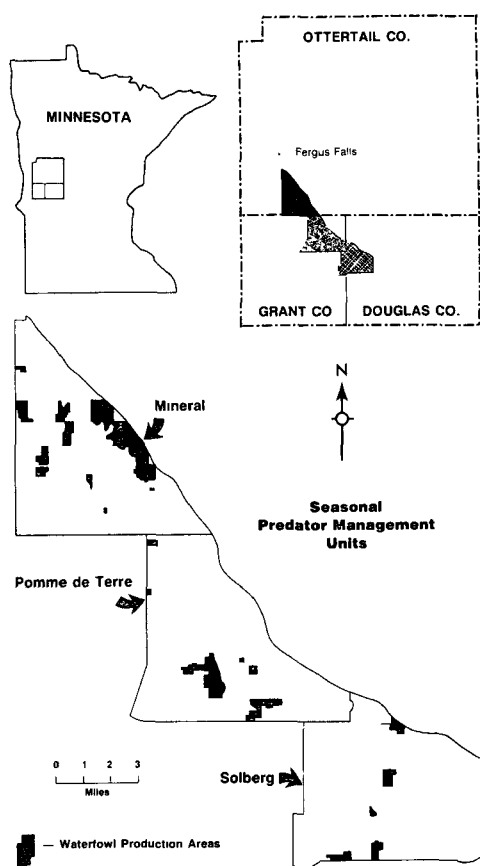 MINNESOTA
OTTERTAIL CO.
Fergus Falls
GRANT CO
DOUGLAS CO.
Mineral
N
Seasonal
Predator Management
Units
Pomme de Terre
0 1 2 3
Miles
Solberg
— Waterfowl Production Areas